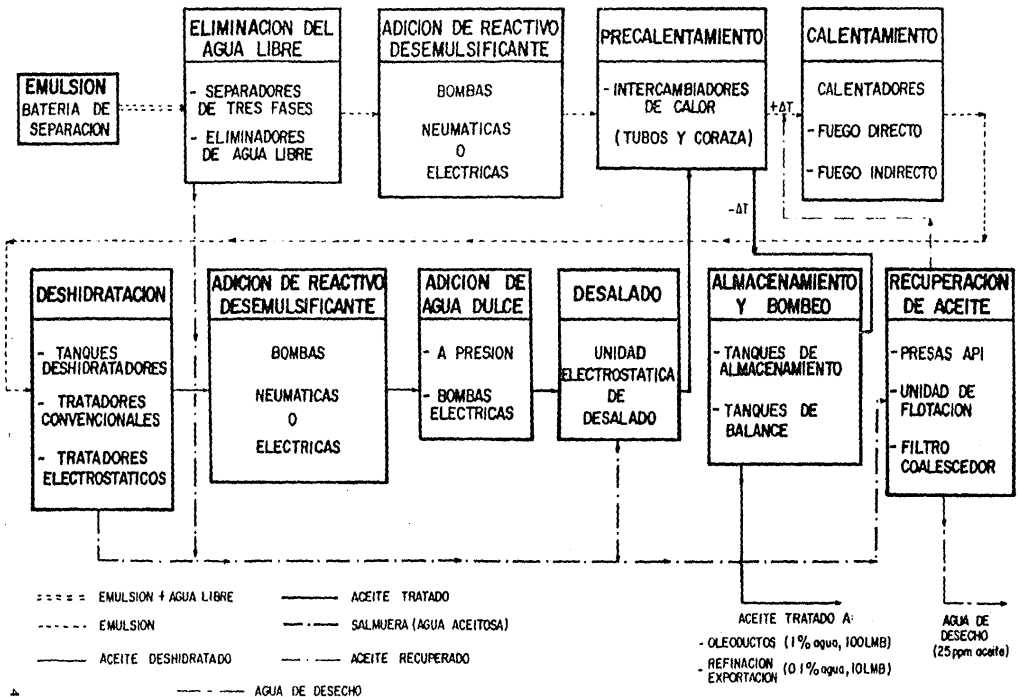 EMULSION
BATERIA DE
SEPARACION
ELIMINACION DEL
AGUA LIBRE
- SEPARADORES
DE TRES FASES
- ELIMINADORES
DE AGUA LIBRE
ADICION DE REACTIVO
DESEMULSIFICANTE
BOMBAS
NEUMATICAS
O
ELECTRICAS
PRECALENTAMIENTO
- INTERCAMBIADORES
DE CALOR
(TUBOS Y CORAZA)
+ΔT
-ΔT
CALENTAMIENTO
CALENTADORES
- FUEGO DIRECTO
- FUEGO INDIRECTO
DESHIDRATACION
- TANQUES
DESHIDRATADORES
- TRATADORES
CONVENCIONALES
- TRATADORES
ELECTROSTATICOS
ADICION DE REACTIVO
DESEMULSIFICANTE
BOMBAS
NEUMATICAS
O
ELECTRICAS
ADICION DE
AGUA DULCE
- A PRESION
- BOMBAS
ELECTRICAS
DESALADO
UNIDAD
ELECTROSTATICA
DE
DESALADO
ALMACENAMIENTO
Y BOMBEO
- TANQUES DE
ALMACENAMIENTO
- TANQUES DE
BALANCE
RECUPERACION
DE ACEITE
- PRESAS API
- UNIDAD DE
FLOTACION
- FILTRO
COALESCEDOR
EMULSION + AGUA LIBRE
EMULSION
ACEITE DESHIDRATADO
ACEITE TRATADO
SALMUERA (AGUA ACEITOSA)
ACEITE RECUPERADO
AGUA DE DESECHO
ACEITE TRATADO A:
- OLEODUCTOS (1% agua, 100LMB)
- REFINACION
EXPORTACION (0.1% agua, 10LMB)
AGUA DE
DESECHO
(25ppm aceite)